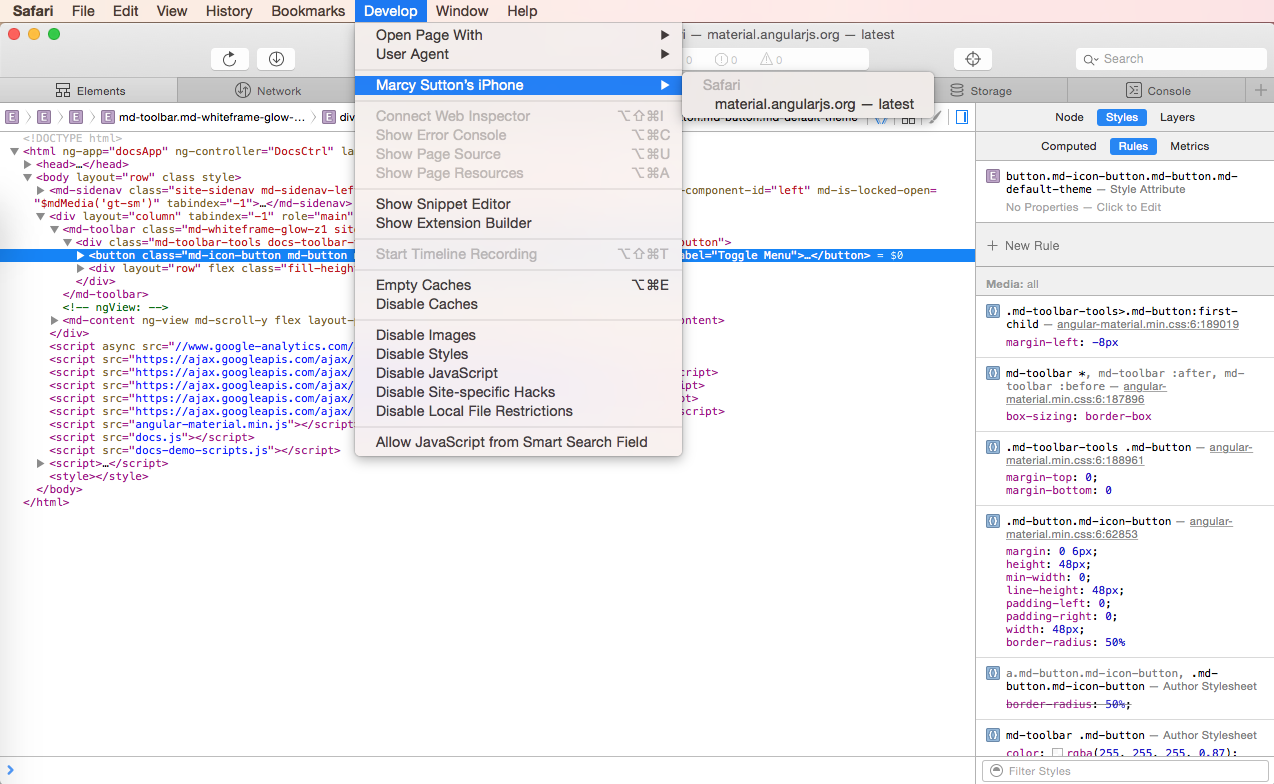 Safari File Edit View History Bookmarks Develop Window Help
i — material.angularjs.org — latest
0 0 0
Search
Elements Network Storage Console
Open Page With
User Agent
Marcy Sutton's iPhone
Safari
material.angularjs.org — latest
Connect Web Inspector ⌥⇧⌘I
Show Error Console ⌥⌘C
Show Page Source ⌥⌘U
Show Page Resources ⌥⌘A
Show Snippet Editor
Show Extension Builder
Start Timeline Recording ⌥⇧⌘T
Empty Caches ⌥⌘E
Disable Caches
Disable Images
Disable Styles
Disable JavaScript
Disable Site-specific Hacks
Disable Local File Restrictions
Allow JavaScript from Smart Search Field
E E E E md-toolbar.md-whiteframe-glow-... E div
<!DOCTYPE html>
<html ng-app="docsApp" ng-controller="DocsCtrl" la
<head>…</head>
<body layout="row" class style>
<md-sidenav class="site-sidenav md-sidenav-lef -component-id="left" md-is-locked-open=
"$mdMedia('gt-sm')" tabindex="-1">…</md-sidenav>
<div layout="column" tabindex="-1" role="main"
<md-toolbar class="md-whiteframe-glow-z1 site
<div class="md-toolbar-tools docs-toolbar- button">
<button class="md-icon-button md-button m abel="Toggle Menu">…</button> = $0
<div layout="row" flex class="fill-heigh
</div>
</md-toolbar>
<!-- ngView: -->
<md-content ng-view md-scroll-y flex layout- ontent>
</div>
<script async src="//www.google-analytics.com/
<script src="https://ajax.googleapis.com/ajax/
<script src="https://ajax.googleapis.com/ajax/ script>
<script src="https://ajax.googleapis.com/ajax/ pt>
<script src="https://ajax.googleapis.com/ajax/ >
<script src="https://ajax.googleapis.com/ajax/ cript>
<script src="angular-material.min.js"></script>
<script src="docs.js"></script>
<script src="docs-demo-scripts.js"></script>
<script>…</script>
<style></style>
</body>
</html>
Node Styles Layers
Computed Rules Metrics
E button.md-icon-button.md-button.md-
default-theme — Style Attribute
No Properties — Click to Edit
+ New Rule
Media: all
.md-toolbar-tools>.md-button:first-
child — angular-material.min.css:6:189019
margin-left: -8px
md-toolbar *, md-toolbar :after, md-
toolbar :before — angular-
material.min.css:6:187896
box-sizing: border-box
.md-toolbar-tools .md-button — angular-
material.min.css:6:188961
margin-top: 0;
margin-bottom: 0
.md-button.md-icon-button — angular-
material.min.css:6:62853
margin: 0 6px;
height: 48px;
min-width: 0;
line-height: 48px;
padding-left: 0;
padding-right: 0;
width: 48px;
border-radius: 50%
a.md-button.md-icon-button, .md-
button.md-icon-button — Author Stylesheet
border-radius: 50%;
md-toolbar .md-button — Author Stylesheet
color: rgba(255, 255, 255, 0.87);
Filter Styles